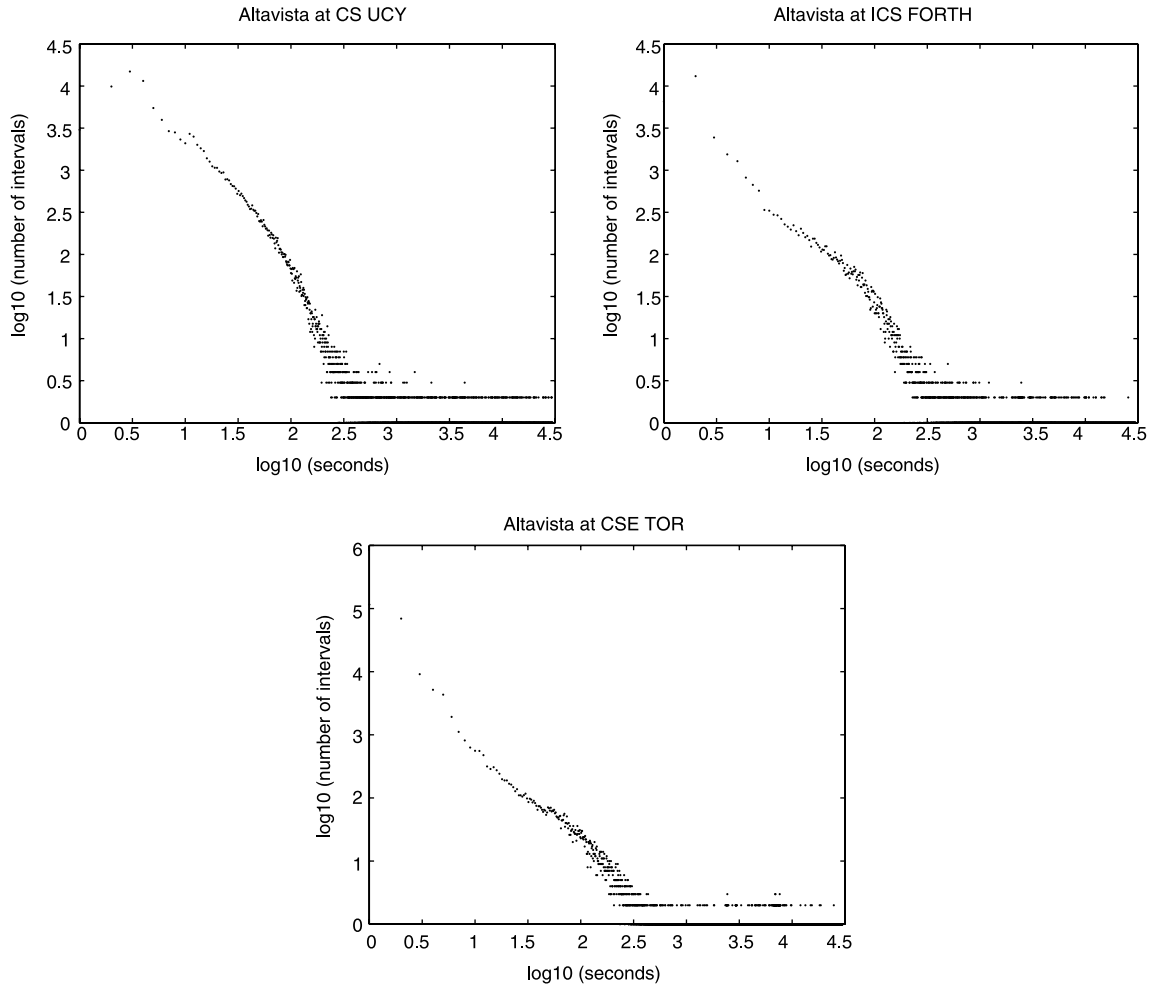 Altavista at CS UCY
4.5
4
3.5
3
2.5
2
1.5
1
0.5
0
log10 (number of intervals)
0 0.5 1 1.5 2 2.5 3 3.5 4 4.5
log10 (seconds)
Altavista at ICS FORTH
4.5
4
3.5
3
2.5
2
1.5
1
0.5
0
log10 (number of intervals)
0 0.5 1 1.5 2 2.5 3 3.5 4 4.5
log10 (seconds)
Altavista at CSE TOR
6
5
4
3
2
1
0
log10 (number of intervals)
0 0.5 1 1.5 2 2.5 3 3.5 4 4.5
log10 (seconds)